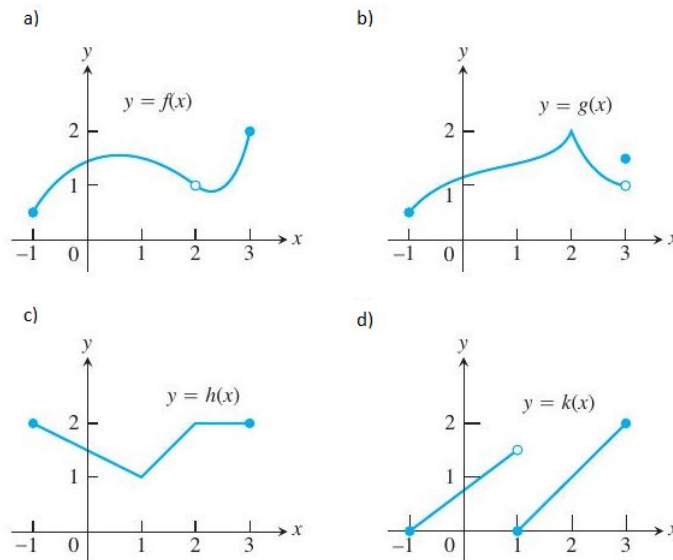 a)
y
y = f(x)
2
1
x
–1 0 1 2 3
b)
y
y = g(x)
2
1
x
–1 0 1 2 3
c)
y
y = h(x)
2
1
x
–1 0 1 2 3
d)
y
y = k(x)
2
1
x
–1 0 1 2 3